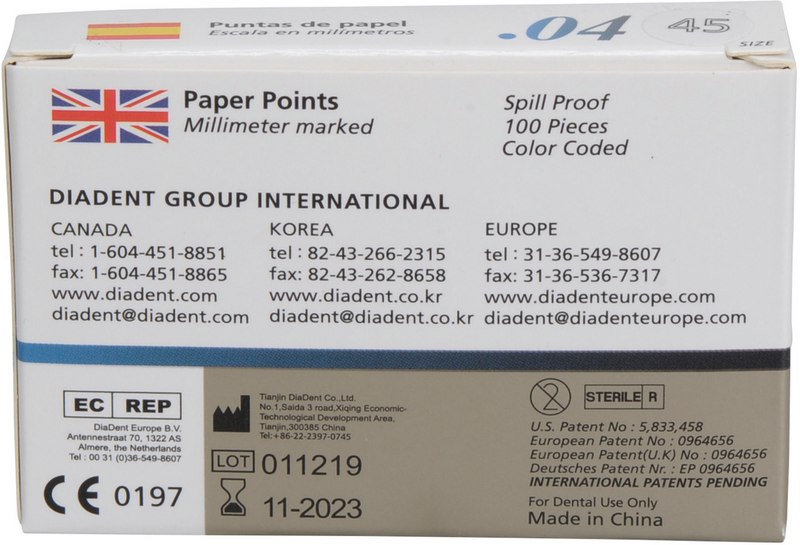 Puntas de papel
Escala en milímetros
.04
45
SIZE
Paper Points
Millimeter marked
Spill Proof
100 Pieces
Color Coded
DIADENT GROUP INTERNATIONAL
CANADA
tel : 1-604-451-8851
fax: 1-604-451-8865
www.diadent.com
diadent@diadent.com
KOREA
tel : 82-43-266-2315
fax: 82-43-262-8658
www.diadent.co.kr
diadent@diadent.co.kr
EUROPE
tel : 31-36-549-8607
fax: 31-36-536-7317
www.diadenteurope.com
diadent@diadenteurope.com
EC REP
DiaDent Europe B.V.
Antennestraat 70, 1322 AS
Almere, the Netherlands
Tel : 00 31 (0)36-549-8607
CE 0197
Tianjin DiaDent Co.,Ltd.
No.1,Saida 3 road,Xiqing Economic-
Technological Development Area,
Tianjin,300385 China
Tel:+86-22-2397-0745
LOT 011219
11-2023
2
STERILE R
U.S. Patent No : 5,833,458
European Patent No : 0964656
European Patent(U.K) No : 0964656
Deutsches Patent Nr. : EP 0964656
INTERNATIONAL PATENTS PENDING
For Dental Use Only
Made in China